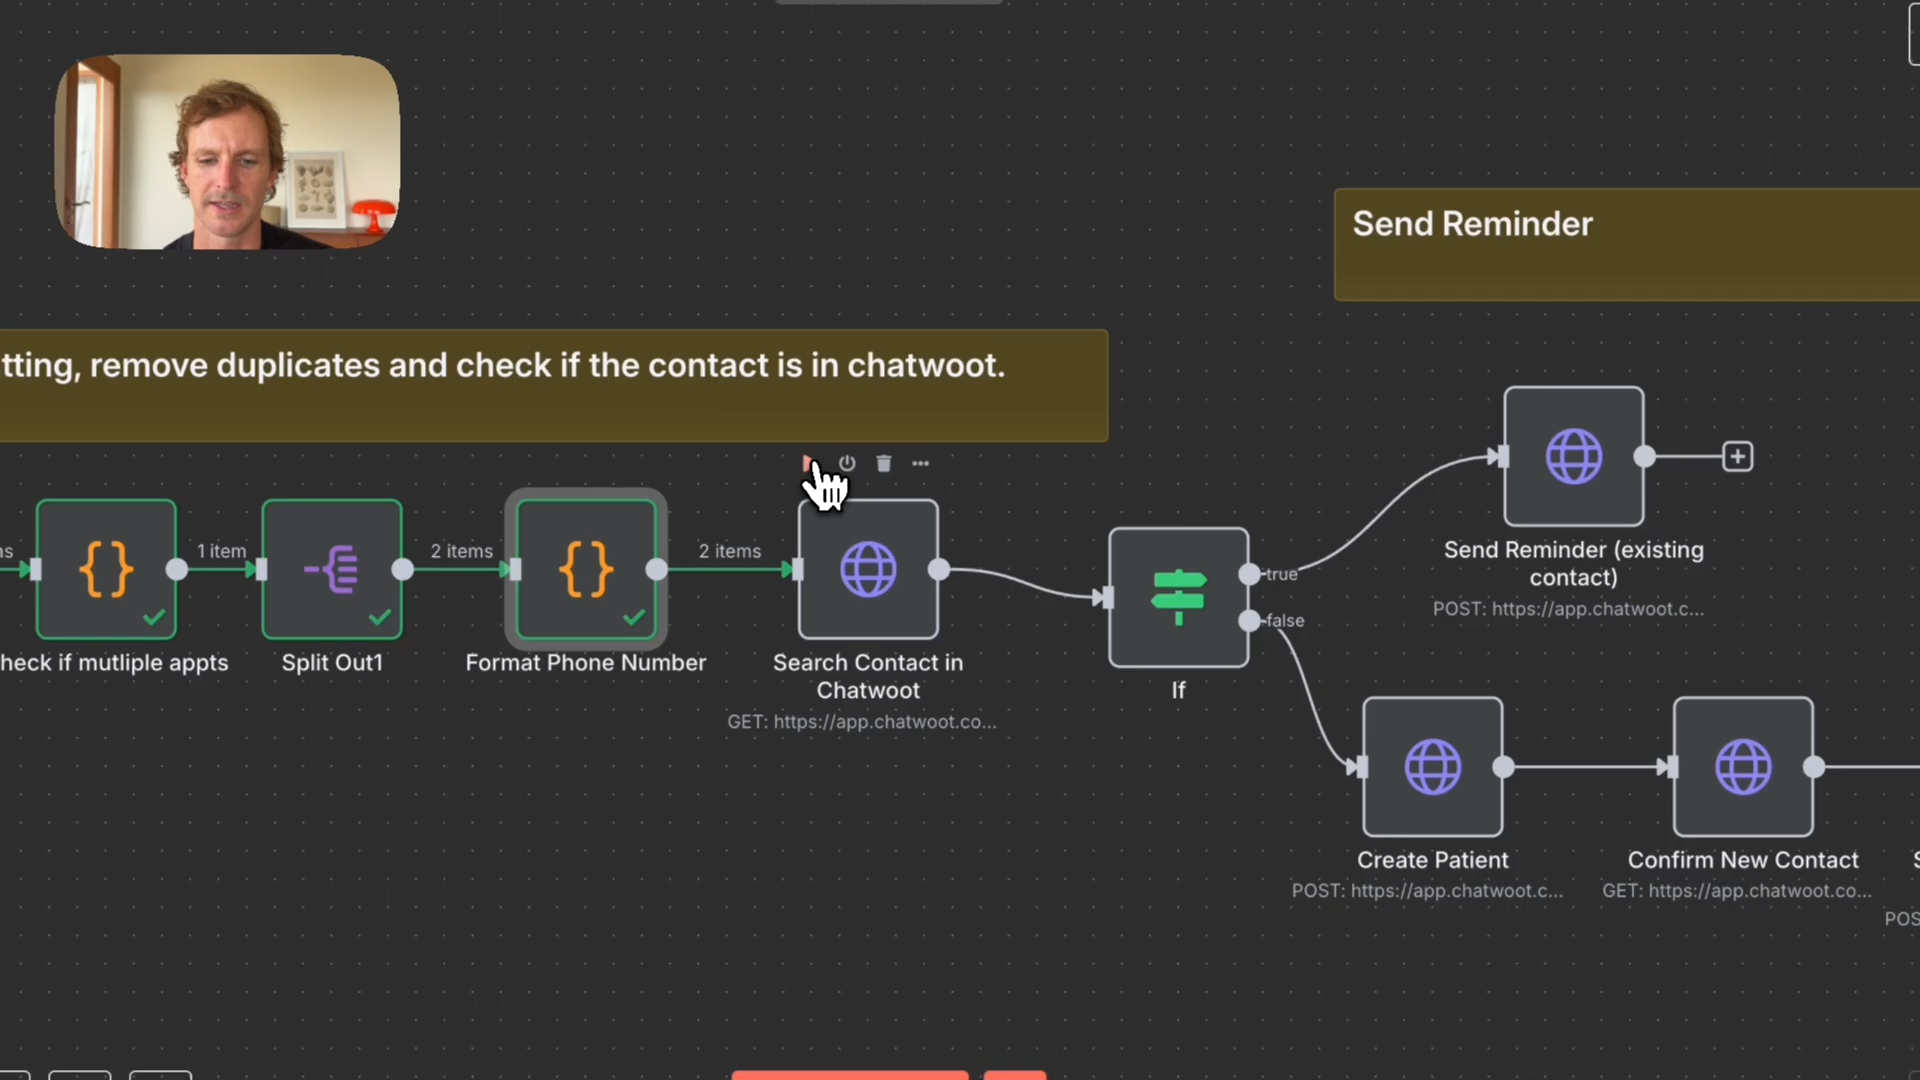 Send Reminder
tting, remove duplicates and check if the contact is in chatwoot.
1 item
2 items
2 items
true
false
Send Reminder (existing
contact)
POST: https://app.chatwoot.c...
heck if mutliple appts
Split Out1
Format Phone Number
Search Contact in
Chatwoot
GET: https://app.chatwoot.co...
If
Create Patient
POST: https://app.chatwoot.c...
Confirm New Contact
GET: https://app.chatwoot.co...
POS